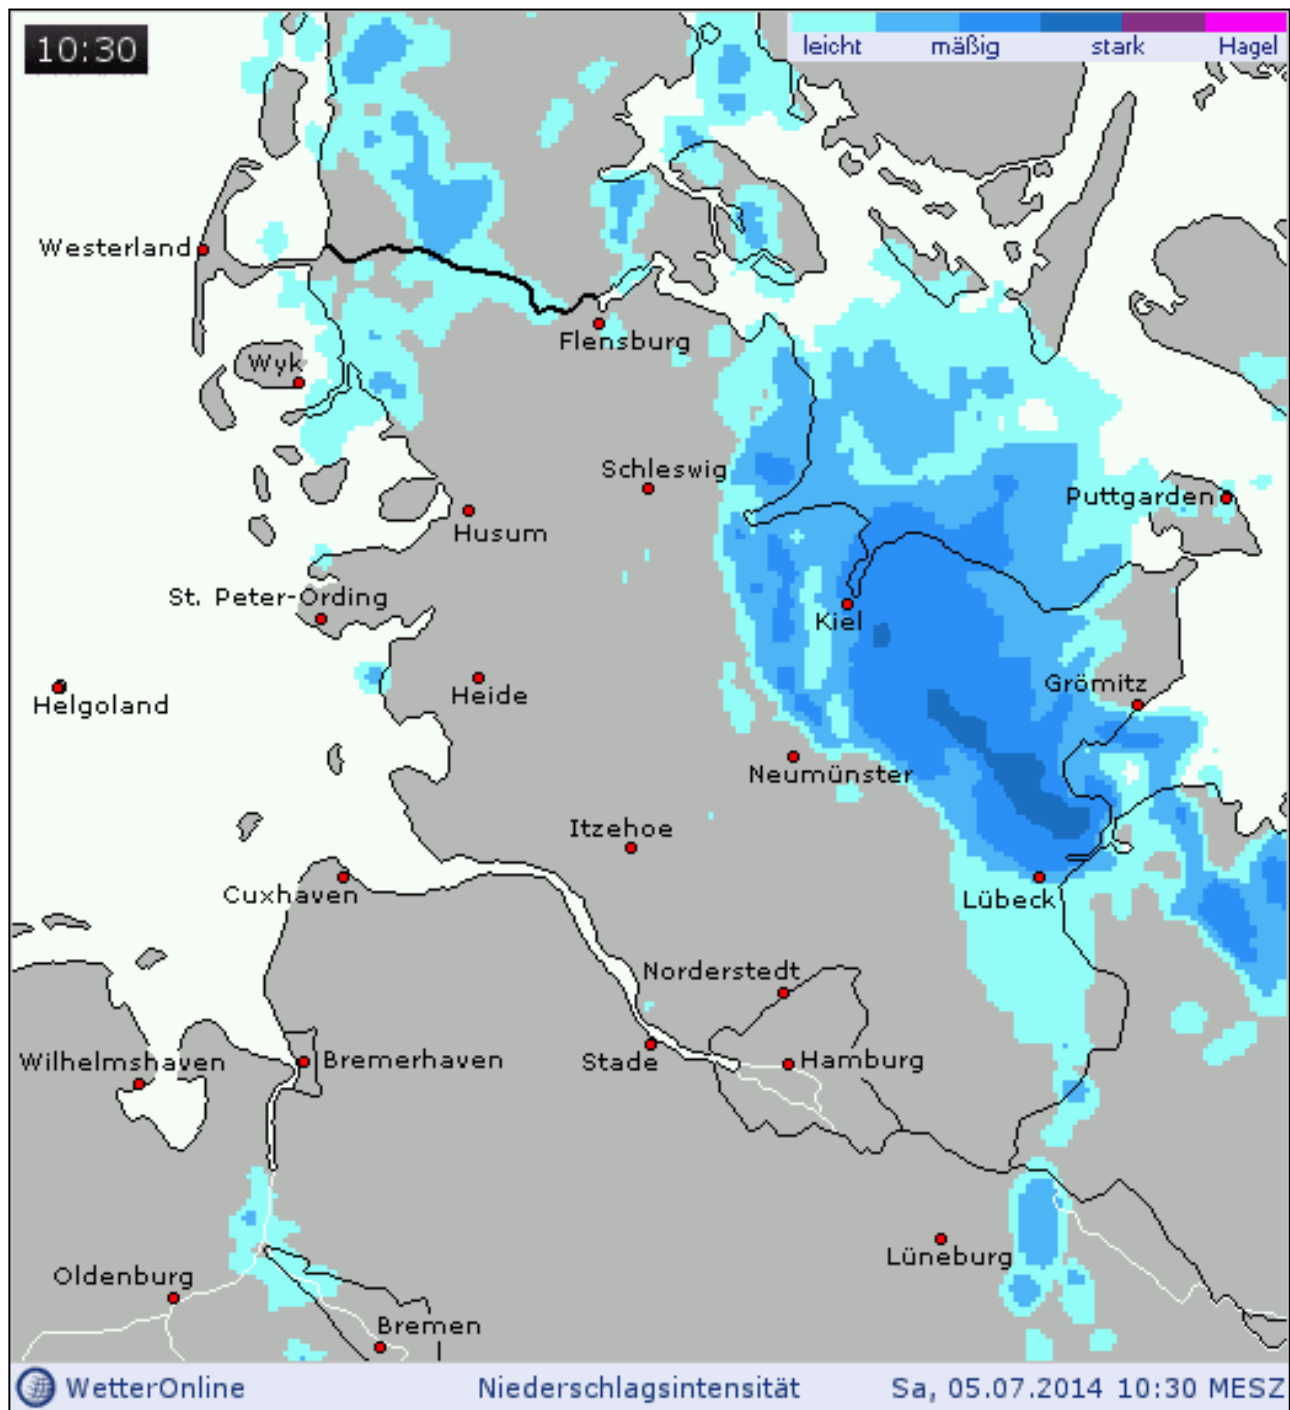 10:30
leicht mäßig stark Hagel
Westerland
Flensburg
Wyk
Schleswig
Puttgarden
Husum
St. Peter-Ording
Kiel
Helgoland
Heide
Grömitz
Neumünster
Itzehoe
Cuxhaven
Lübeck
Norderstedt
Wilhelmshaven
Bremerhaven
Stade
Hamburg
Lüneburg
Oldenburg
Bremen
WetterOnline Niederschlagsintensität Sa, 05.07.2014 10:30 MESZ